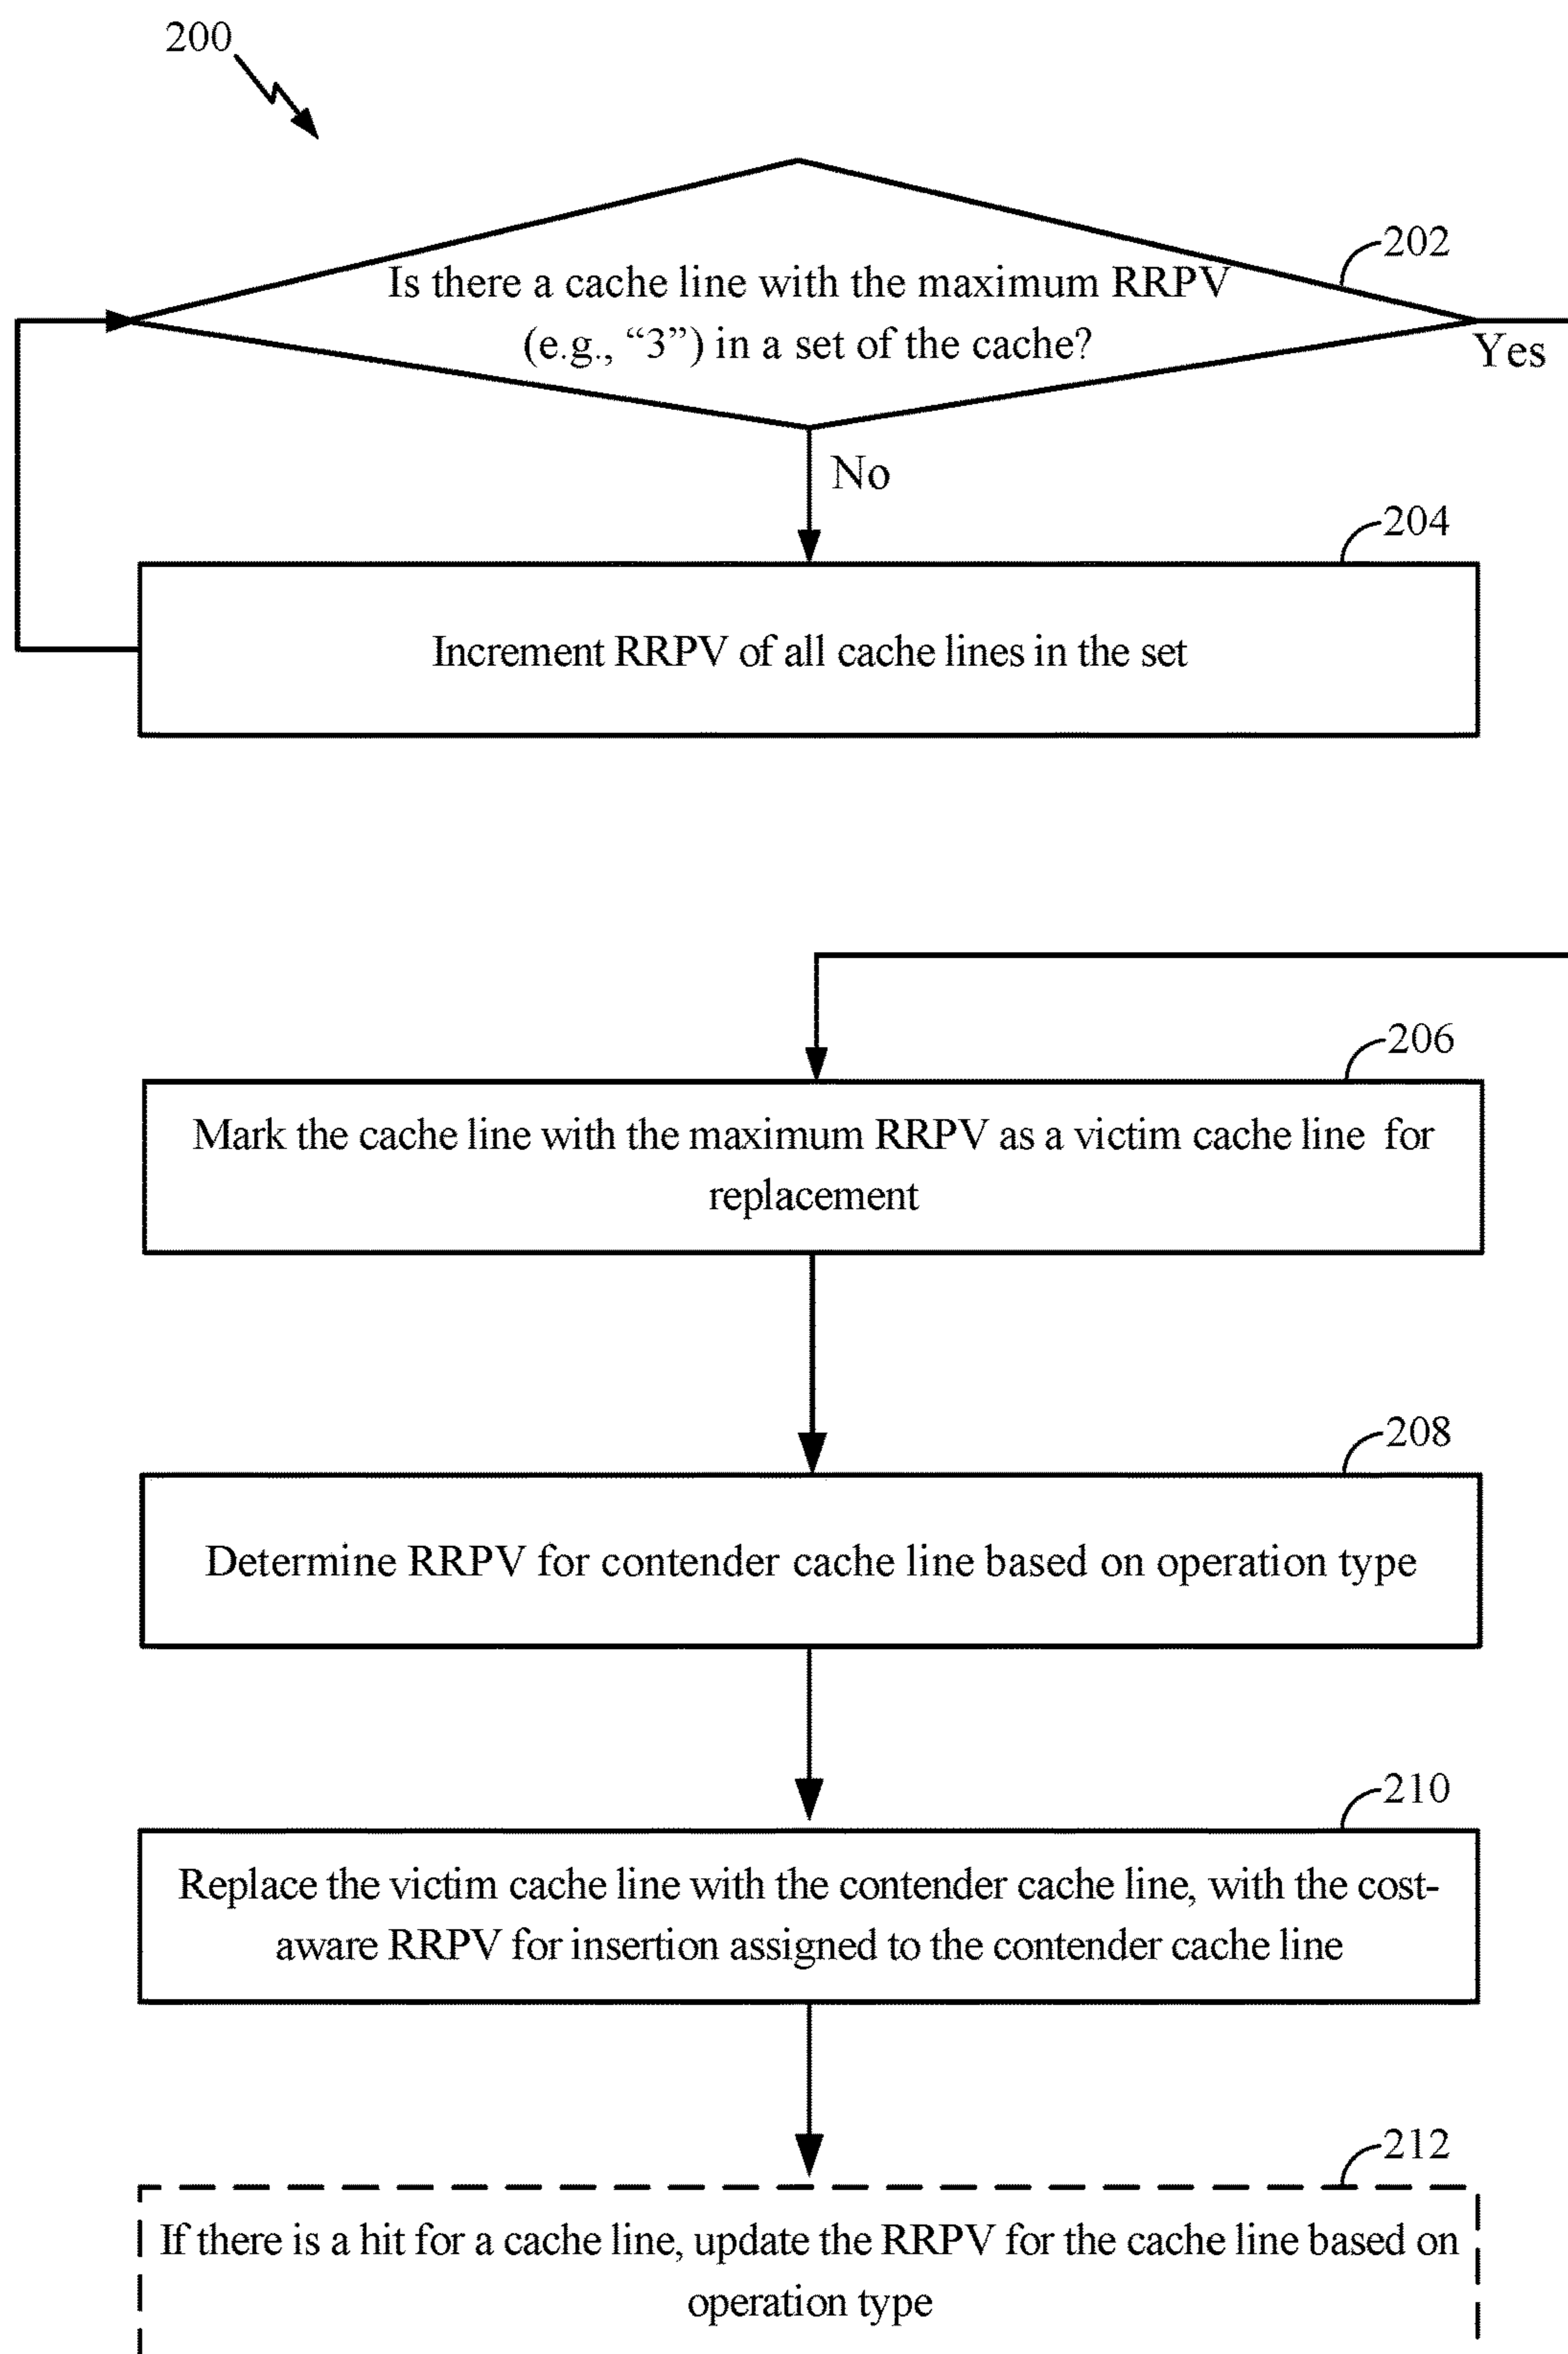 200
202
Is there a cache line with the maximum RRPV
(e.g., “3”) in a set of the cache?
Yes
No
204
Increment RRPV of all cache lines in the set
206
Mark the cache line with the maximum RRPV as a victim cache line for
replacement
208
Determine RRPV for contender cache line based on operation type
210
Replace the victim cache line with the contender cache line, with the cost-
aware RRPV for insertion assigned to the contender cache line
212
If there is a hit for a cache line, update the RRPV for the cache line based on
operation type